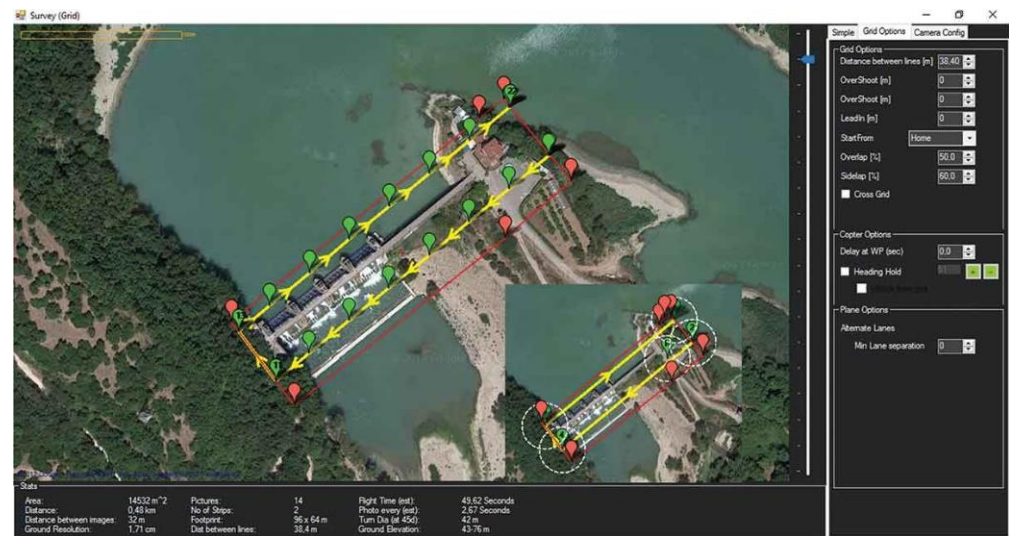 Survey (Grid)
Simple Grid Options Camera Config
Grid Options
Distance between lines [m] 38,40
OverShoot [m] 0
OverShoot [m] 0
LeadIn [m] 0
StartFrom Home
Overlap [%] 50,0
Sidelap [%] 60,0
Cross Grid
Copter Options
Delay at WP (sec) 0,0
Heading Hold
Plane Options
Alternate Lanes
Min Lane separation 0
Stats
Area: 14532 m^2 Pictures: 14 Flight Time (est): 49,62 Seconds
Distance: 0,48 km No of Strips: 2 Photo every (est): 2,67 Seconds
Distance between images: 32 m Footprint: 96 x 64 m Turn Dia (at 45d): 42 m
Ground Resolution: 1,71 cm Dist between lines: 38,4 m Ground Elevation: 43-76 m